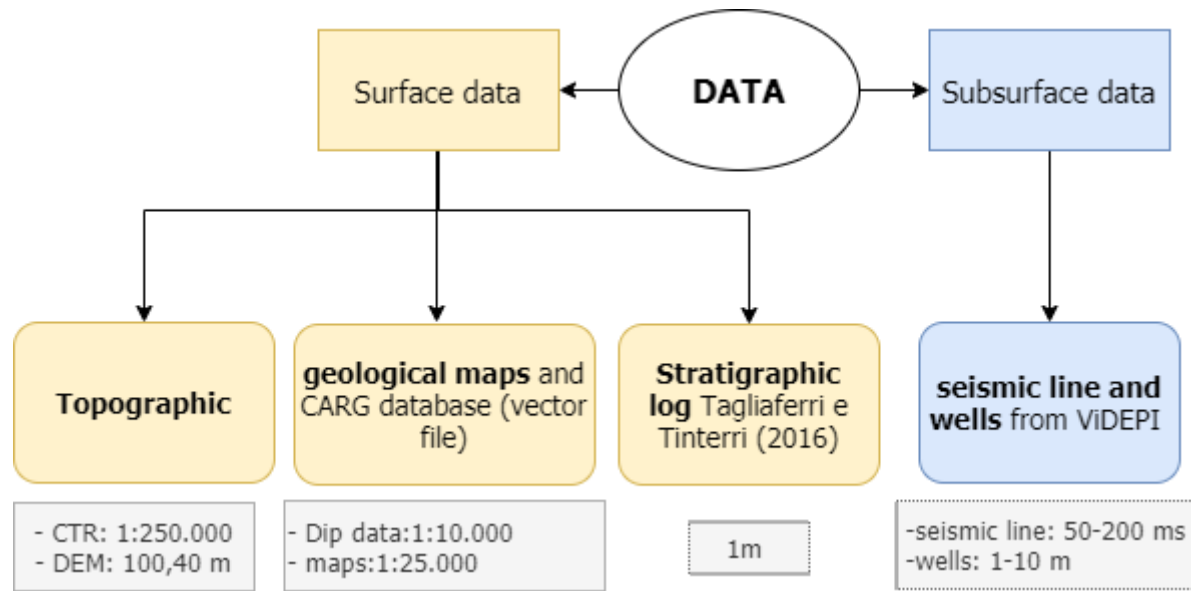 Surface data
DATA
Subsurface data
Topographic
geological maps and
CARG database (vector
file)
Stratigraphic
log Tagliaferri e
Tinterri (2016)
seismic line and
wells from ViDEPI
- CTR: 1:250.000
- DEM: 100,40 m
- Dip data:1:10.000
- maps:1:25.000
1m
-seismic line: 50-200 ms
-wells: 1-10 m